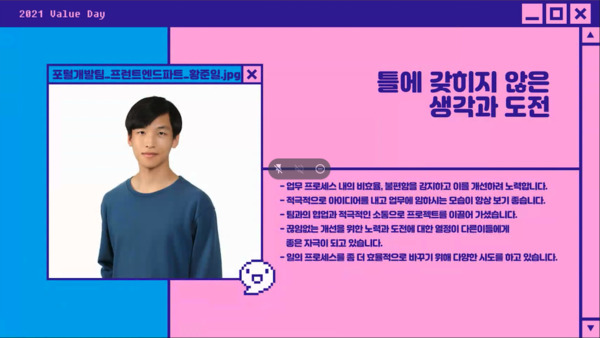 2021 Value Day
포털개발팀_프런트엔드파트_황준일.jpg
틀에 갖히지 않은
생각과 도전
- 업무 프로세스 내의 비효율, 불편함을 감지하고 이를 개선하려 노력합니다.
- 적극적으로 아이디어를 내고 업무에 임하시는 모습이 항상 보기 좋습니다.
- 팀과의 협업과 적극적인 소통으로 프로젝트를 이끌어 가셨습니다.
- 끊임없는 개선을 위한 노력과 도전에 대한 열정이 다른이들에게
좋은 자극이 되고 있습니다.
- 일의 프로세스를 좀 더 효율적으로 바꾸기 위해 다양한 시도를 하고 있습니다.